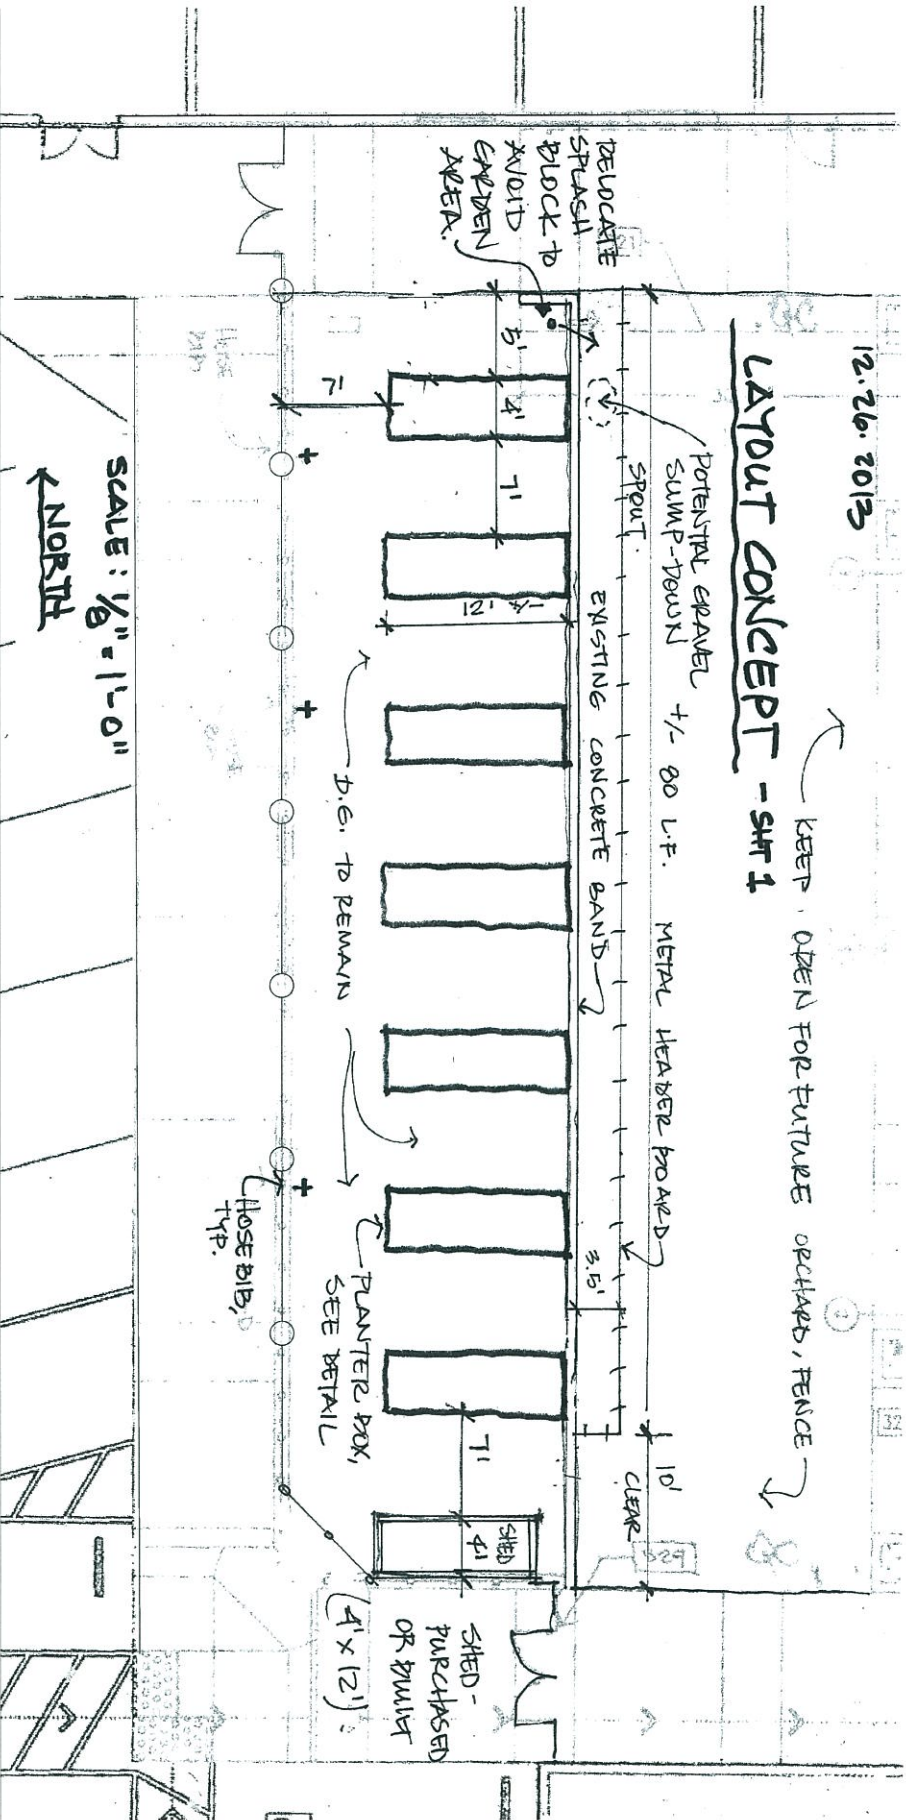 12.26.2013
LAYOUT CONCEPT - SHT 1
KEEP OPEN FOR FUTURE ORCHARD, FENCE
RELOCATE
SPLASH
BLOCK to
AVOID
GARDEN
AREA.
POTENTIAL GRAVEL
SUMP-DOWN
SPOUT.
+/- 80 L.F. METAL HEADER BOARD
10'
CLEAR
EXISTING CONCRETE BAND
3.5'
5'
4'
7'
7'
12'
7'
4'
SHED
SHED-
PURCHASED
OR BUILT
(4' x 12').
D.G. to REMAIN
PLANTER BOX,
SEE DETAIL
HOSE BIB,
TYP.
SCALE: 1/8" = 1'-0"
NORTH
S29